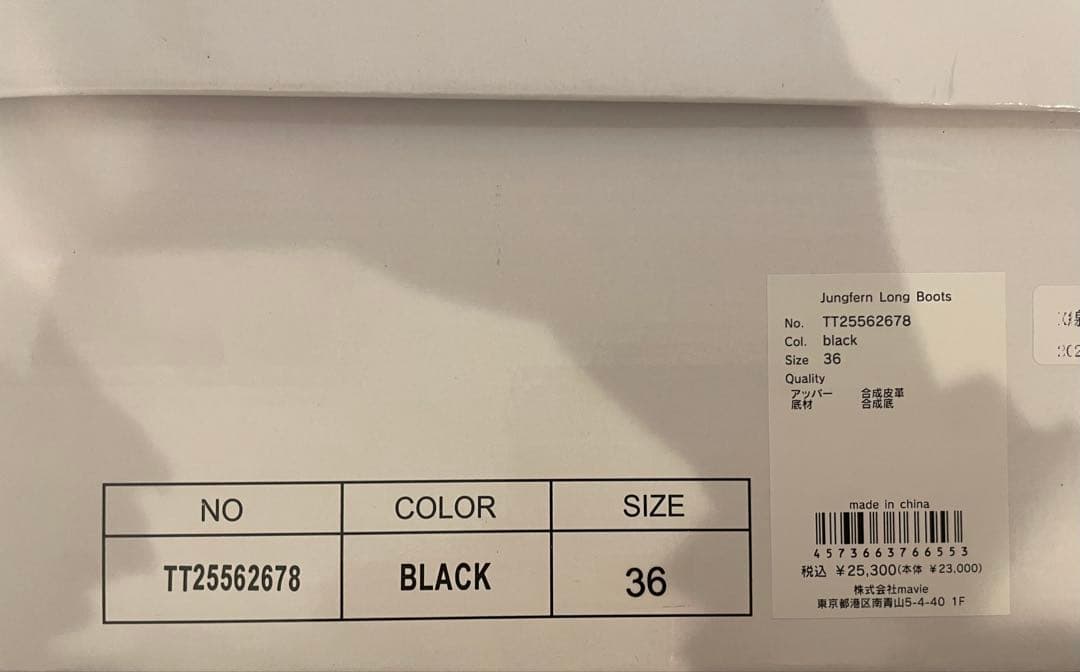 Jungfern Long Boots
No. TT25562678
Col. black
Size 36
Quality
アッパー 合成皮革
底材 合成底
made in china
4573663766553
税込 ¥25,300(本体 ¥23,000)
株式会社mavie
東京都港区南青山5-4-40 1F
NO COLOR SIZE
TT25562678 BLACK 36